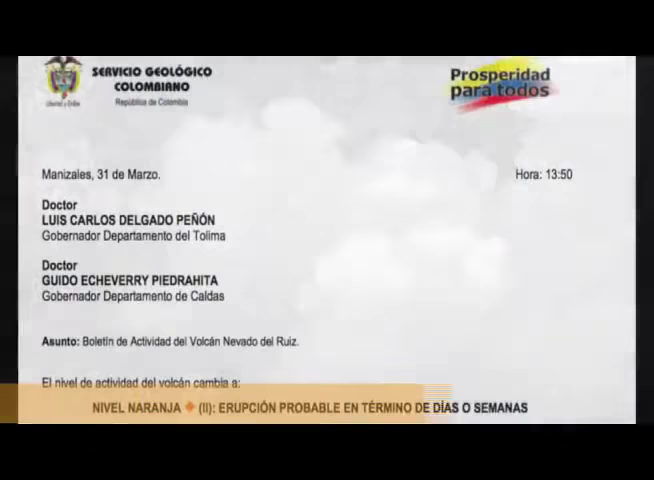 SERVICIO GEOLÓGICO
COLOMBIANO
República de Colombia
Libertad y Orden
Prosperidad
para todos
Manizales, 31 de Marzo.
Hora: 13:50
Doctor
LUIS CARLOS DELGADO PEÑÓN
Gobernador Departamento del Tolima
Doctor
GUIDO ECHEVERRY PIEDRAHITA
Gobernador Departamento de Caldas
Asunto: Boletín de Actividad del Volcán Nevado del Ruiz.
El nivel de actividad del volcán cambia a:
NIVEL NARANJA ◆ (II): ERUPCIÓN PROBABLE EN TÉRMINO DE DÍAS O SEMANAS